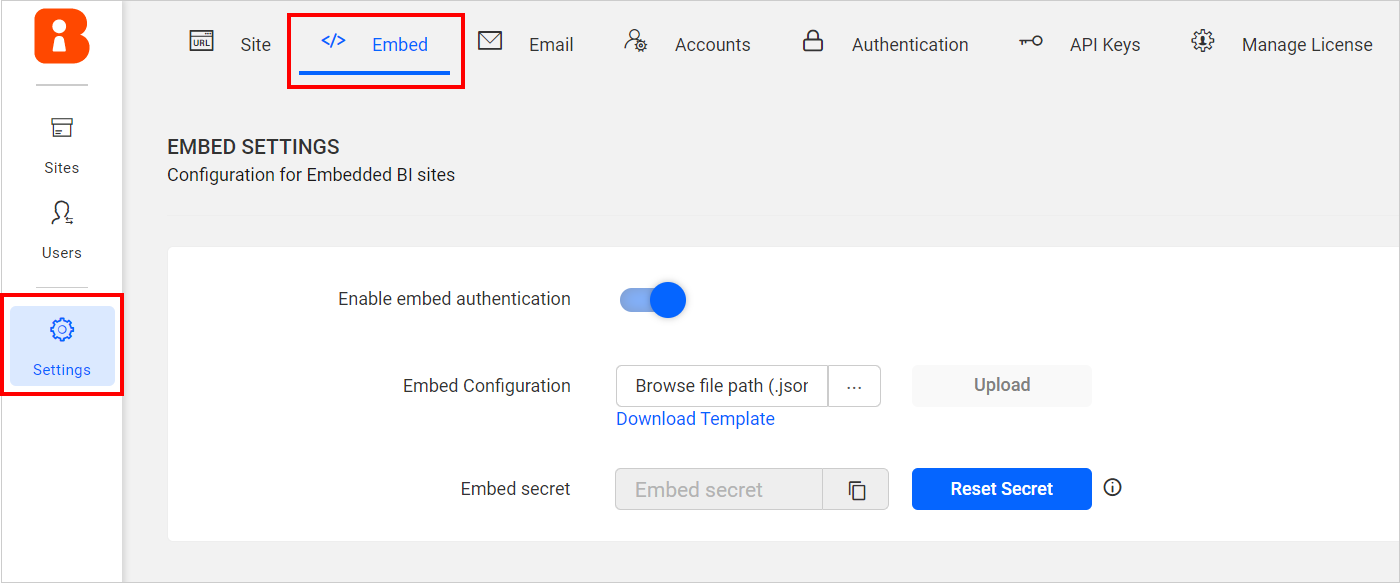 URL Site </> Embed Email Accounts Authentication API Keys Manage License
Sites
Users
Settings
EMBED SETTINGS
Configuration for Embedded BI sites
Enable embed authentication
Embed Configuration Browse file path (.jsor ... Upload
Download Template
Embed secret Embed secret Reset Secret